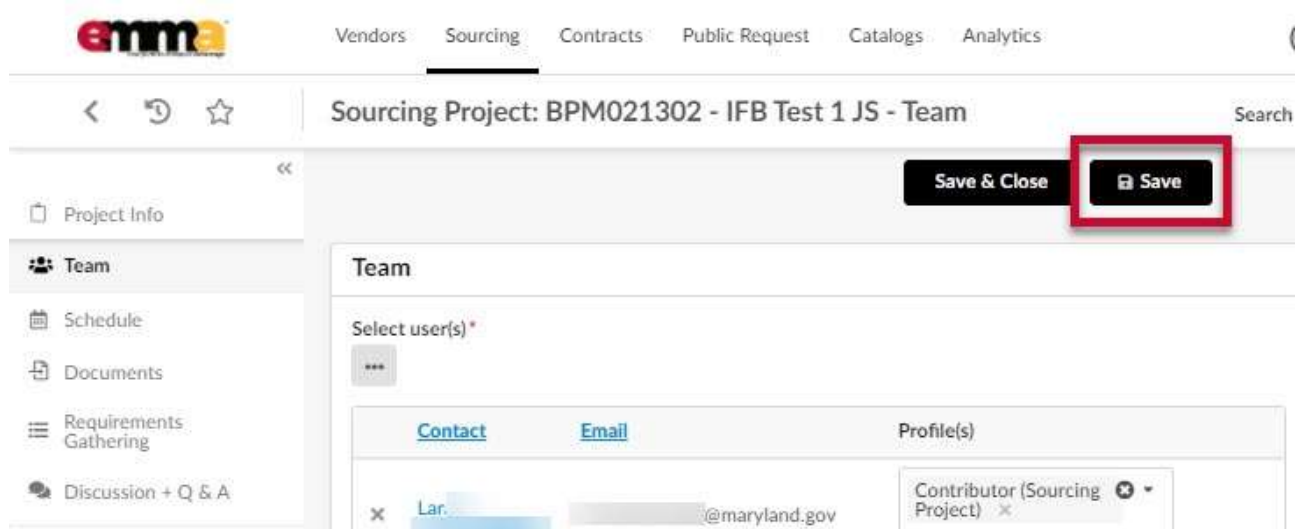 emma
Vendors Sourcing Contracts Public Request Catalogs Analytics
Sourcing Project: BPM021302 - IFB Test 1 JS - Team
Search
Save & Close
Save
Project Info
Team
Schedule
Documents
Requirements
Gathering
Discussion + Q & A
Team
Select user(s)*
Contact Email Profile(s)
Lar. @maryland.gov
Contributor (Sourcing
Project)